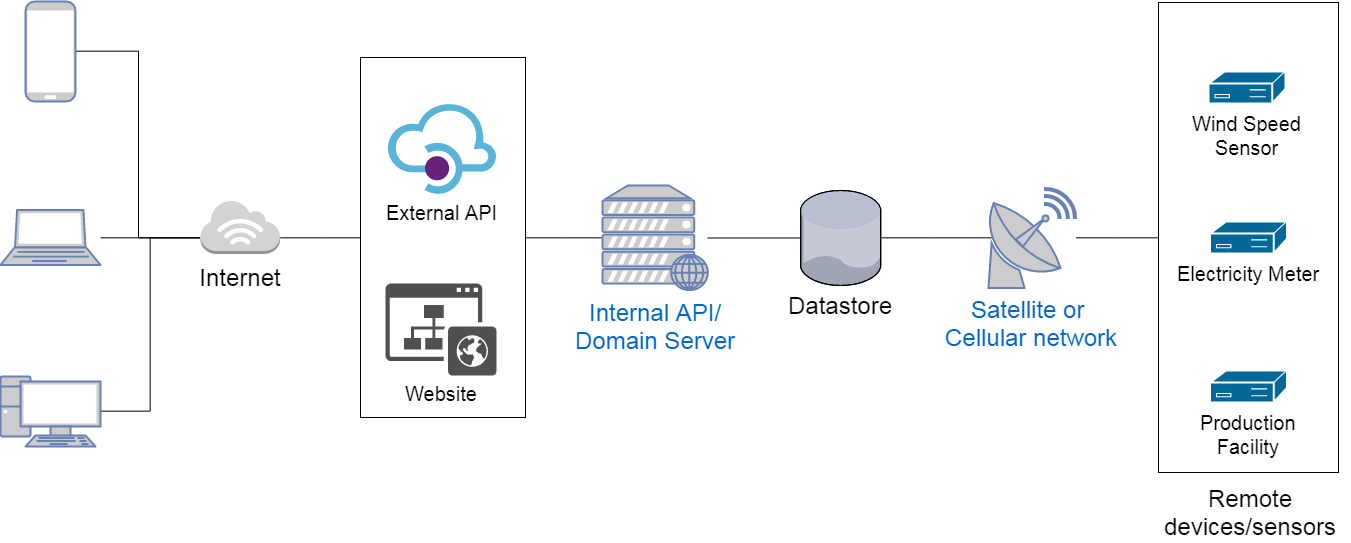 Internet
External API
Website
Internal API/
Domain Server
Datastore
Satellite or
Cellular network
Wind Speed
Sensor
Electricity Meter
Production
Facility
Remote
devices/sensors